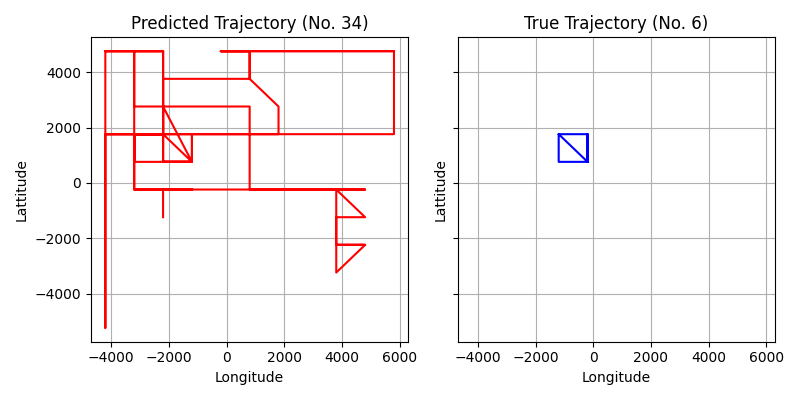 Predicted Trajectory (No. 34)
True Trajectory (No. 6)
Lattitude
4000
2000
0
−2000
−4000
−4000 −2000 0 2000 4000 6000
Longitude
Lattitude
−4000 −2000 0 2000 4000 6000
Longitude